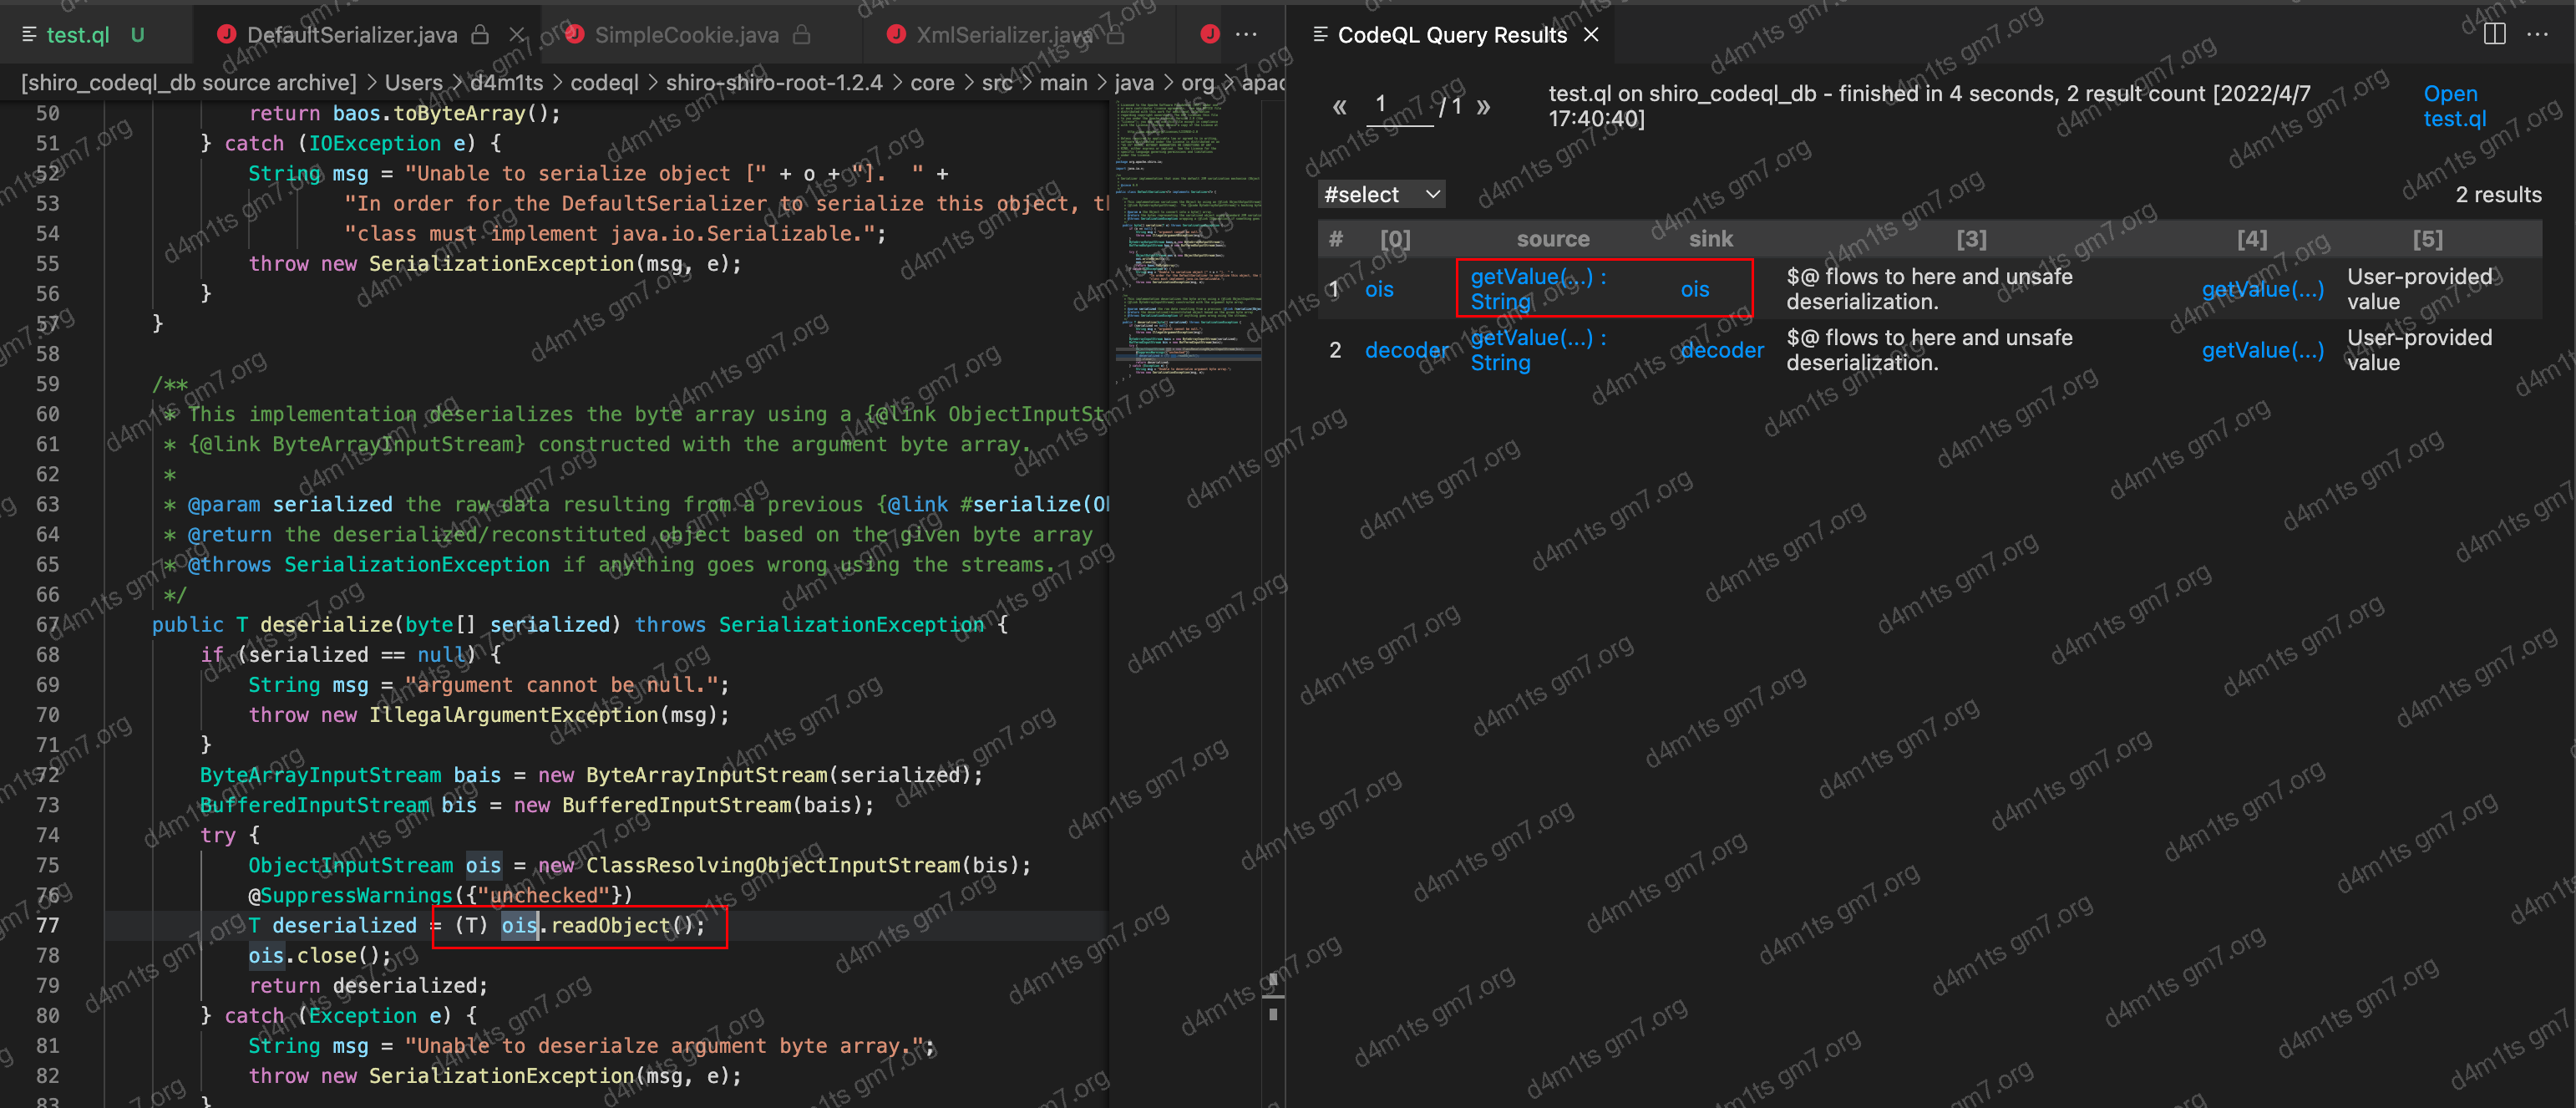 test.ql U DefaultSerializer.java SimpleCookie.java XmlSerializer.java ···
[shiro_codeql_db source archive] > Users > d4m1ts > codeql > shiro-shiro-root-1.2.4 > core > src > main > java > org > apac
50 return baos.toByteArray();
51 } catch (IOException e) {
52 String msg = "Unable to serialize object [" + o + "].  " +
53 "In order for the DefaultSerializer to serialize this object, th
54 "class must implement java.io.Serializable.";
55 throw new SerializationException(msg, e);
56 }
57 }
58
59 /**
60 * This implementation deserializes the byte array using a {@link ObjectInputSt
61 * {@link ByteArrayInputStream} constructed with the argument byte array.
62 *
63 * @param serialized the raw data resulting from a previous {@link #serialize(Ob
64 * @return the deserialized/reconstituted object based on the given byte array
65 * @throws SerializationException if anything goes wrong using the streams.
66 */
67 public T deserialize(byte[] serialized) throws SerializationException {
68 if (serialized == null) {
69 String msg = "argument cannot be null.";
70 throw new IllegalArgumentException(msg);
71 }
72 ByteArrayInputStream bais = new ByteArrayInputStream(serialized);
73 BufferedInputStream bis = new BufferedInputStream(bais);
74 try {
75 ObjectInputStream ois = new ClassResolvingObjectInputStream(bis);
76 @SuppressWarnings({"unchecked"})
77 T deserialized = (T) ois.readObject();
78 ois.close();
79 return deserialized;
80 } catch (Exception e) {
81 String msg = "Unable to deserialze argument byte array.";
82 throw new SerializationException(msg, e);
83 }
CodeQL Query Results
« 1 / 1 »
test.ql on shiro_codeql_db - finished in 4 seconds, 2 result count [2022/4/7
17:40:40]
Open
test.ql
#select
2 results
# [0] source sink [3] [4] [5]
1 ois getValue(...) : String ois $@ flows to here and unsafe deserialization. getValue(...) User-provided value
2 decoder getValue(...) : String decoder $@ flows to here and unsafe deserialization. getValue(...) User-provided value
d4m1ts gm7.org